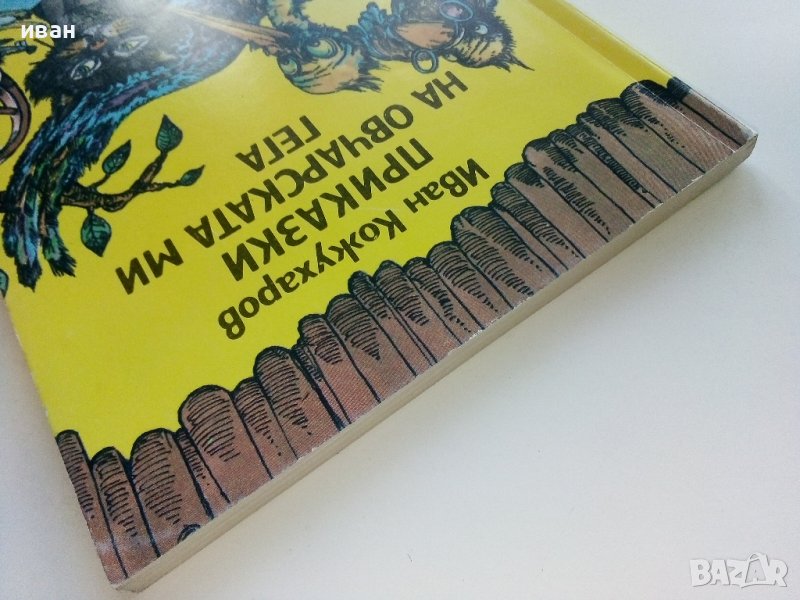 иван
Иван Кожухаров
ПРИКАЗКИ
НА ОВЧАРСКАТА МИ
ГЕГА
BAZAR